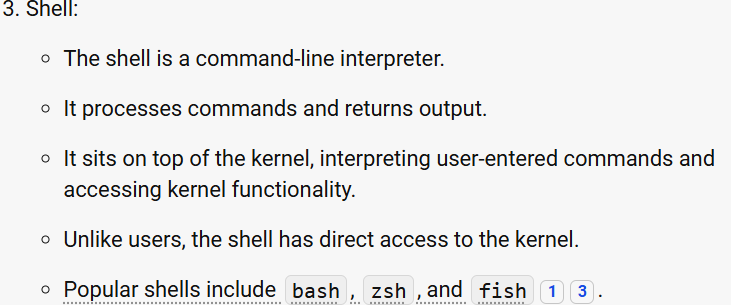 3. Shell:
The shell is a command-line interpreter.
It processes commands and returns output.
It sits on top of the kernel, interpreting user-entered commands and
accessing kernel functionality.
Unlike users, the shell has direct access to the kernel.
Popular shells include bash, zsh, and fish 1 3.